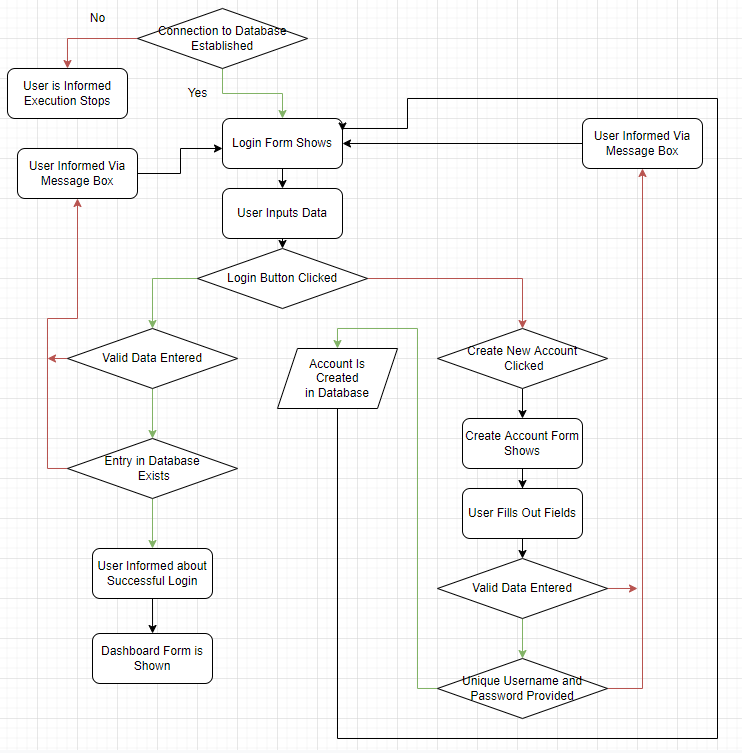 No
Connection to Database
Established
User is Informed
Execution Stops
Yes
Login Form Shows
User Informed Via
Message Box
User Informed Via
Message Box
User Inputs Data
Login Button Clicked
Valid Data Entered
Account Is
Created
in Database
Create New Account
Clicked
Entry in Database
Exists
Create Account Form
Shows
User Fills Out Fields
User Informed about
Successful Login
Valid Data Entered
Dashboard Form is
Shown
Unique Username and
Password Provided